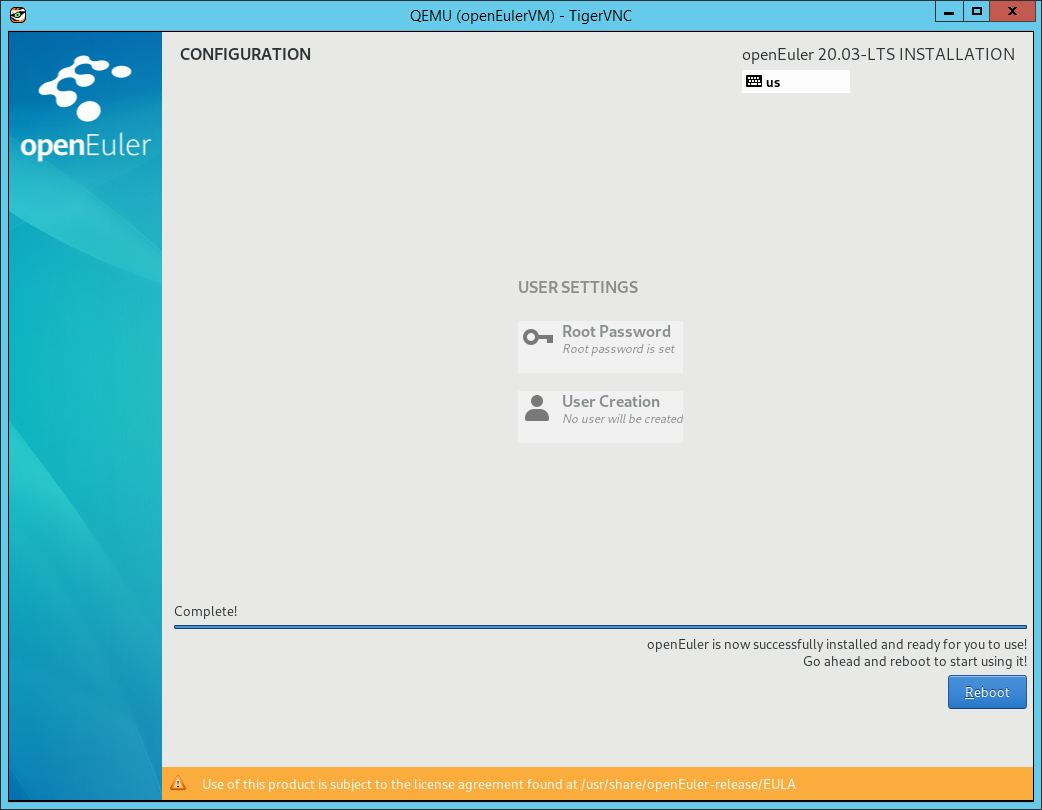 QEMU (openEulerVM) - TigerVNC
openEuler
CONFIGURATION
openEuler 20.03-LTS INSTALLATION
us
USER SETTINGS
Root Password
Root password is set
User Creation
No user will be created
Complete!
openEuler is now successfully installed and ready for you to use!
Go ahead and reboot to start using it!
Reboot
Use of this product is subject to the license agreement found at /usr/share/openEuler-release/EULA